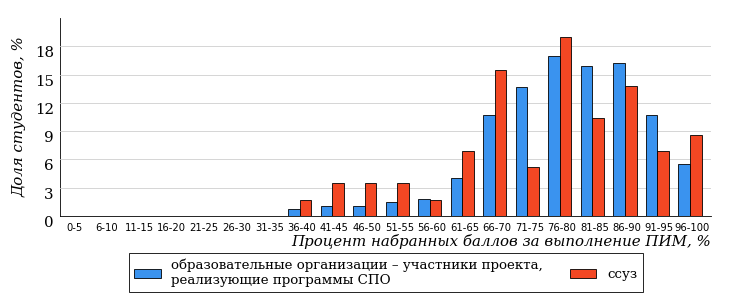 Доля студентов, %
18
15
12
9
6
3
0
0-5 6-10 11-15 16-20 21-25 26-30 31-35 36-40 41-45 46-50 51-55 56-60 61-65 66-70 71-75 76-80 81-85 86-90 91-95 96-100
Процент набранных баллов за выполнение ПИМ, %
образовательные организации – участники проекта,
реализующие программы СПО
ссуз